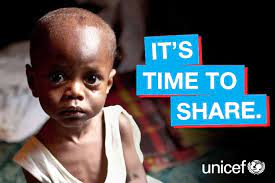 IT'S
TIME TO
SHARE.
unicef